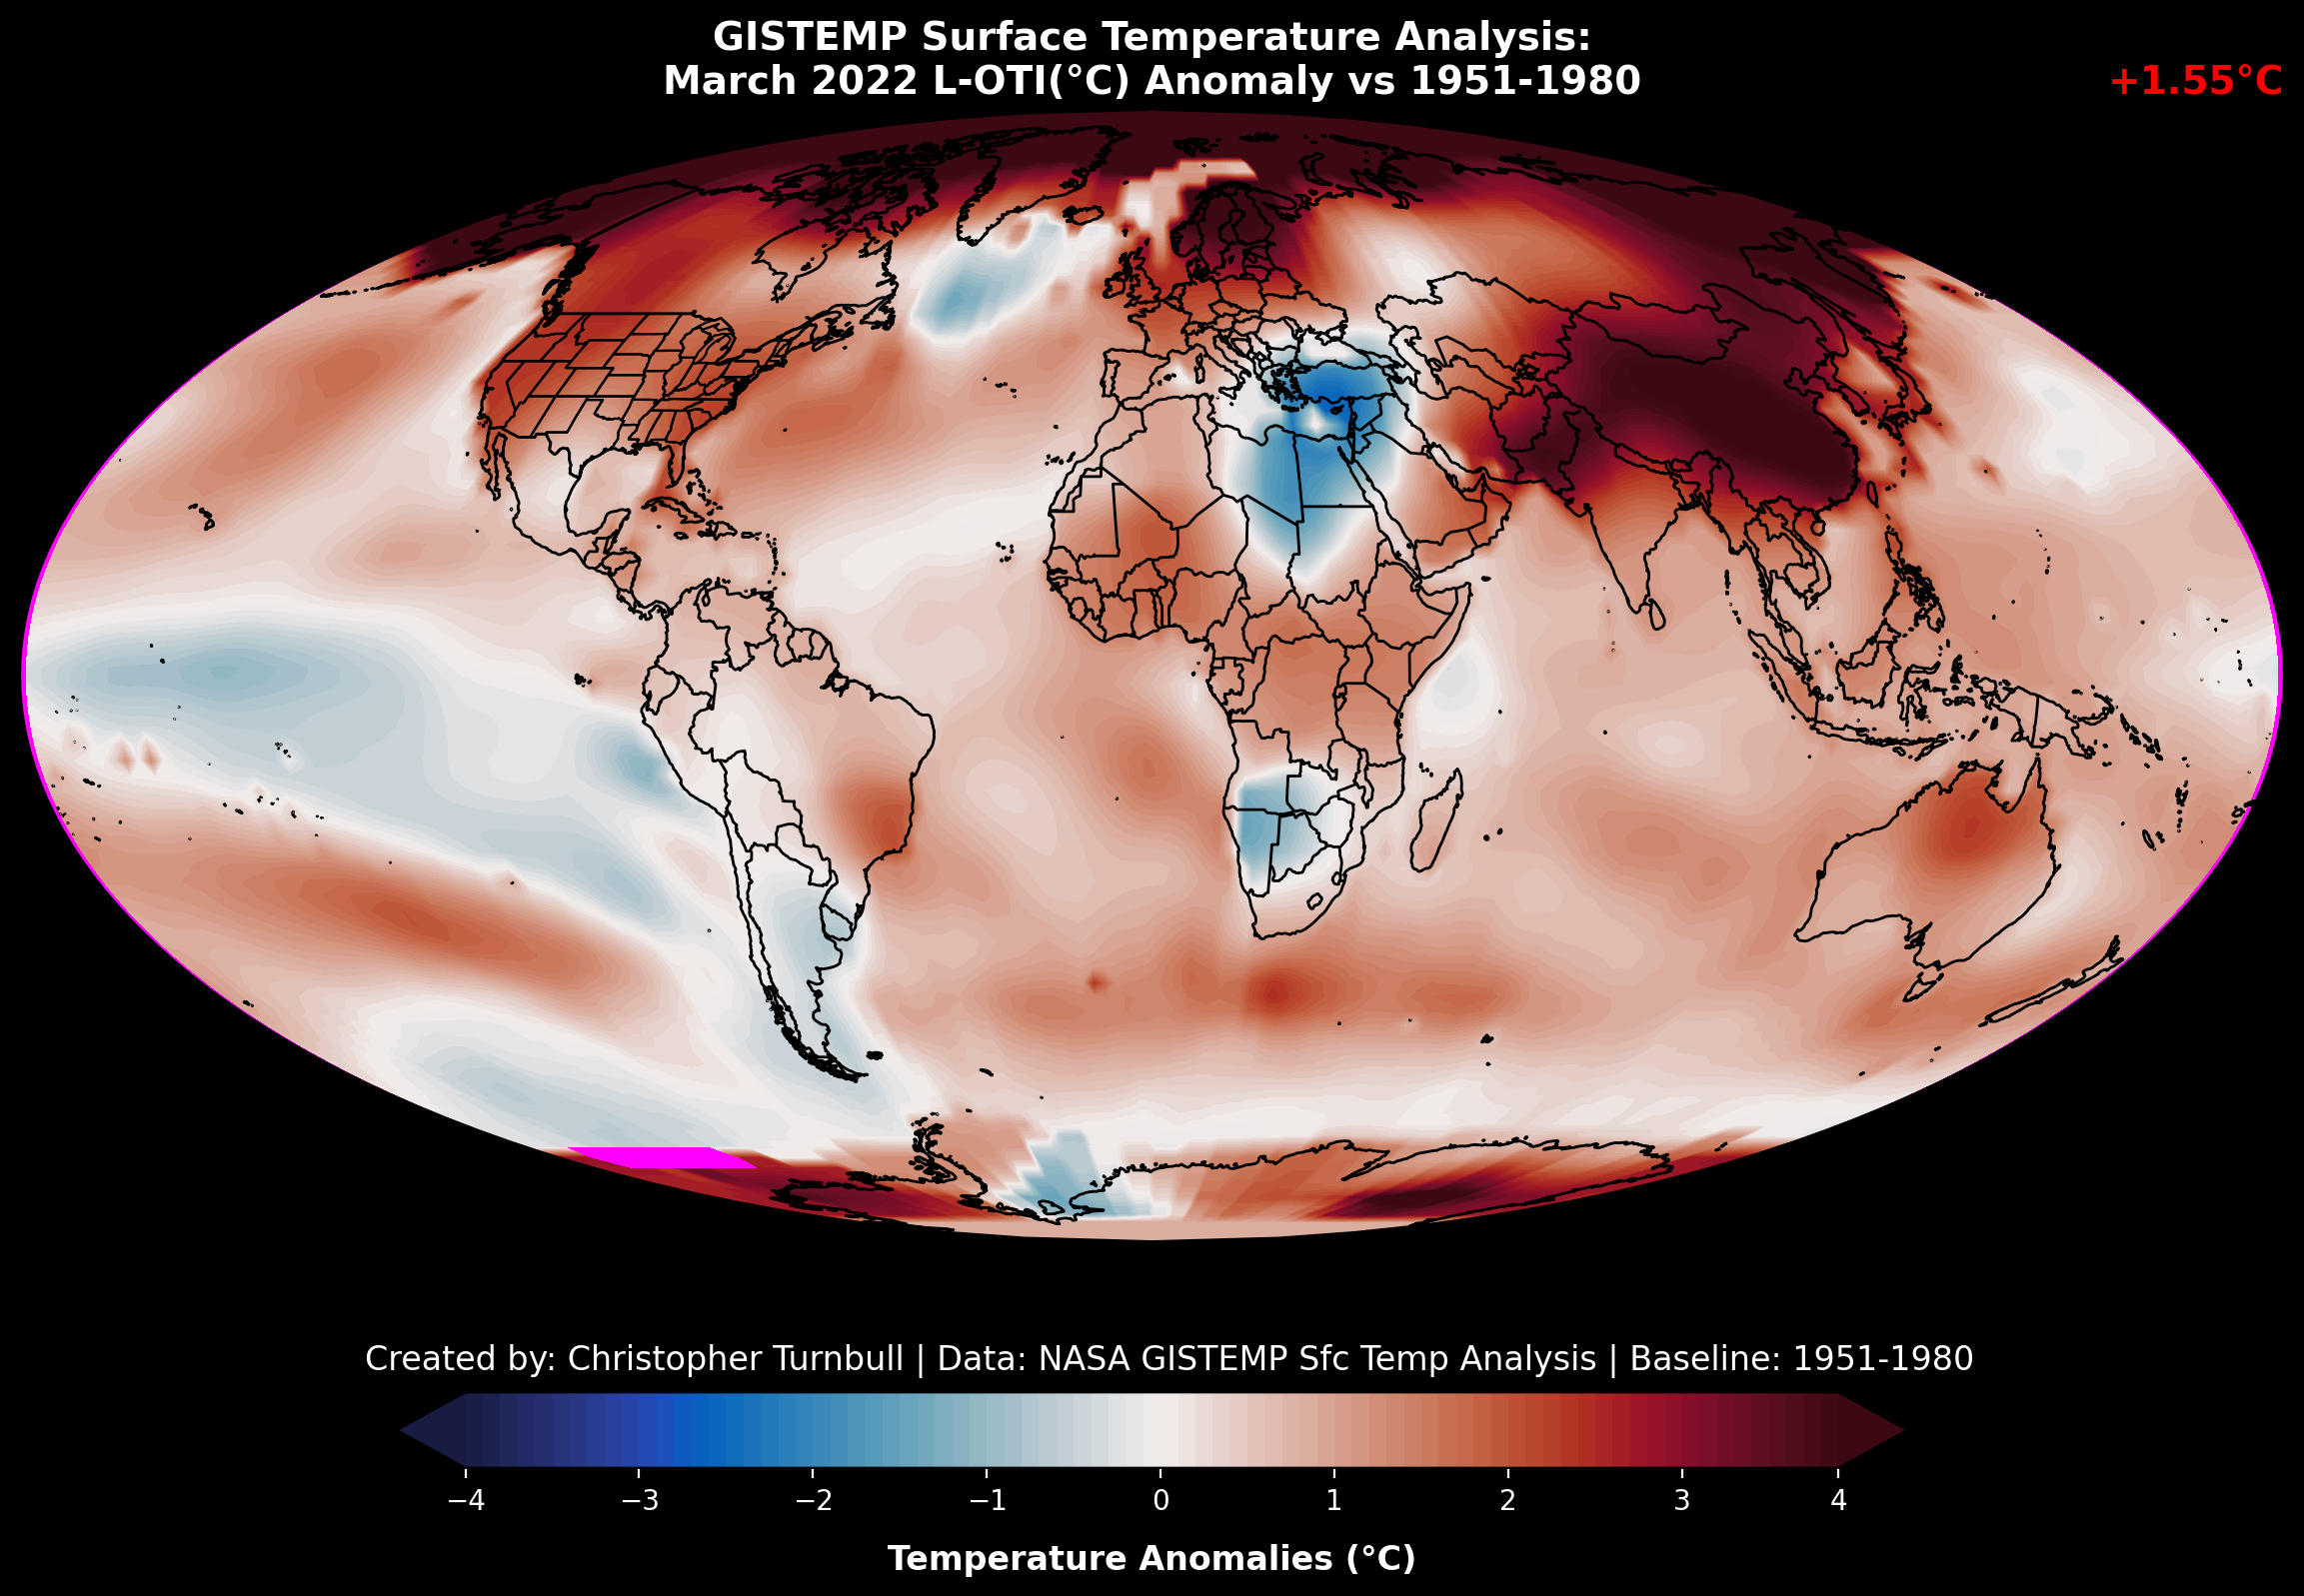 GISTEMP Surface Temperature Analysis:
March 2022 L-OTI(°C) Anomaly vs 1951-1980
+1.55°C
Created by: Christopher Turnbull | Data: NASA GISTEMP Sfc Temp Analysis | Baseline: 1951-1980
−4 −3 −2 −1 0 1 2 3 4
Temperature Anomalies (°C)